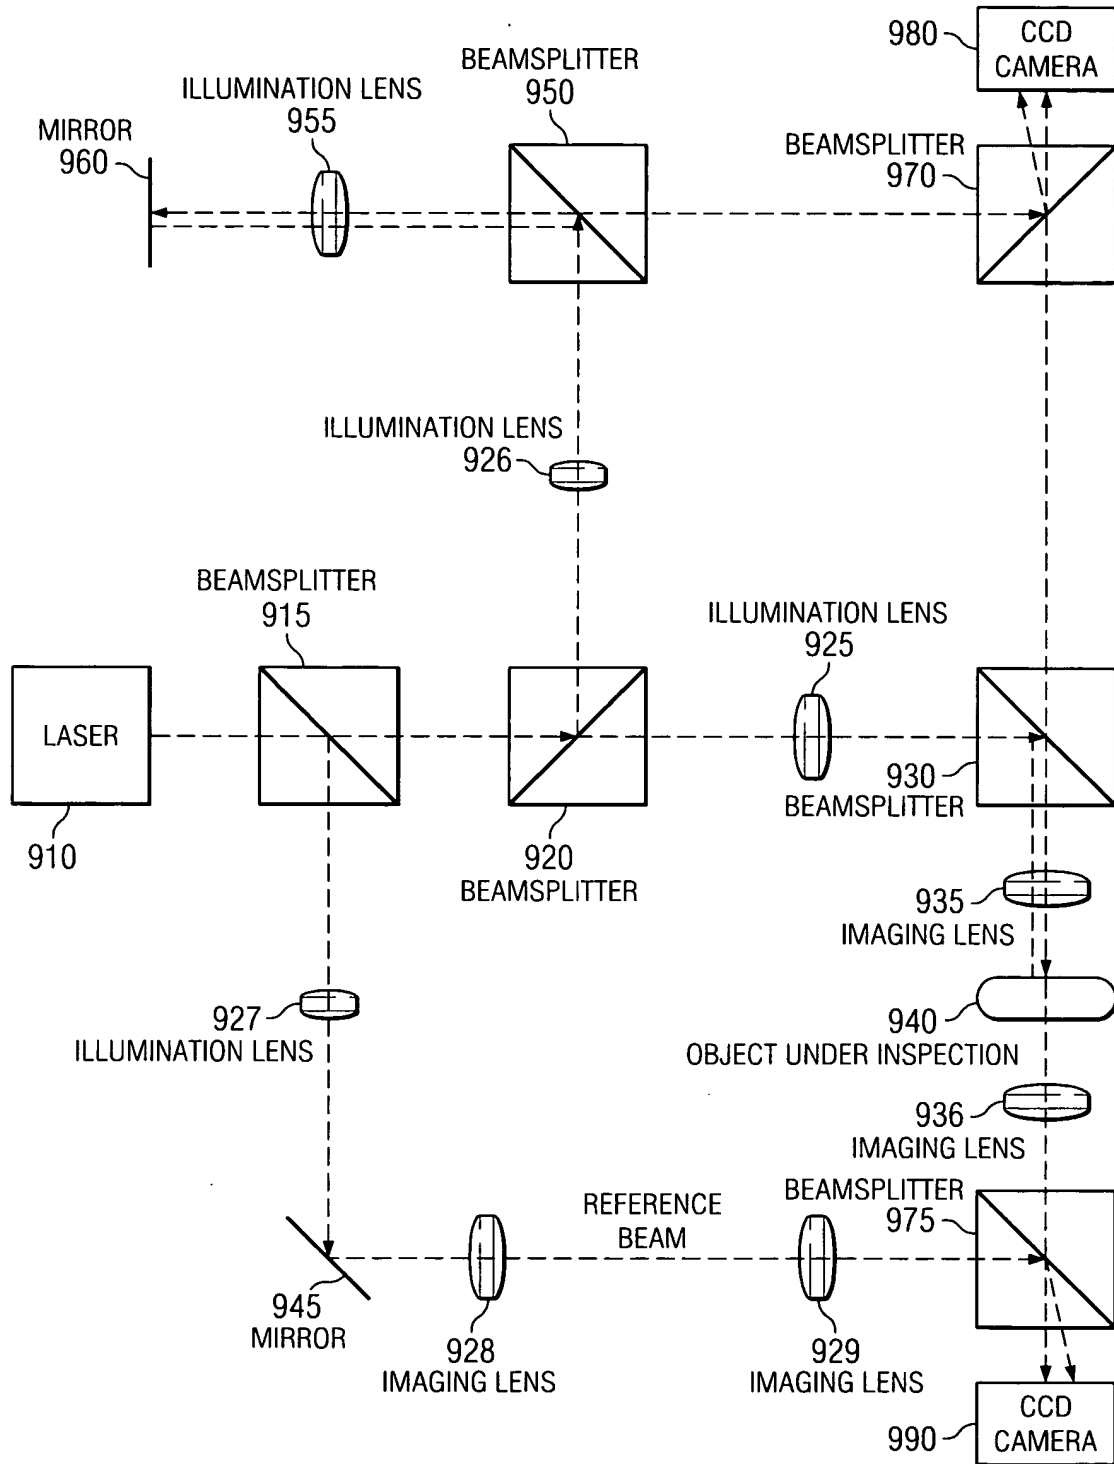 980
CCD
CAMERA
BEAMSPLITTER
950
ILLUMINATION LENS
955
MIRROR
960
BEAMSPLITTER
970
ILLUMINATION LENS
926
BEAMSPLITTER
915
ILLUMINATION LENS
925
LASER
910
920
BEAMSPLITTER
930
BEAMSPLITTER
935
IMAGING LENS
927
ILLUMINATION LENS
940
OBJECT UNDER INSPECTION
936
IMAGING LENS
BEAMSPLITTER
975
REFERENCE
BEAM
945
MIRROR
928
IMAGING LENS
929
IMAGING LENS
990
CCD
CAMERA